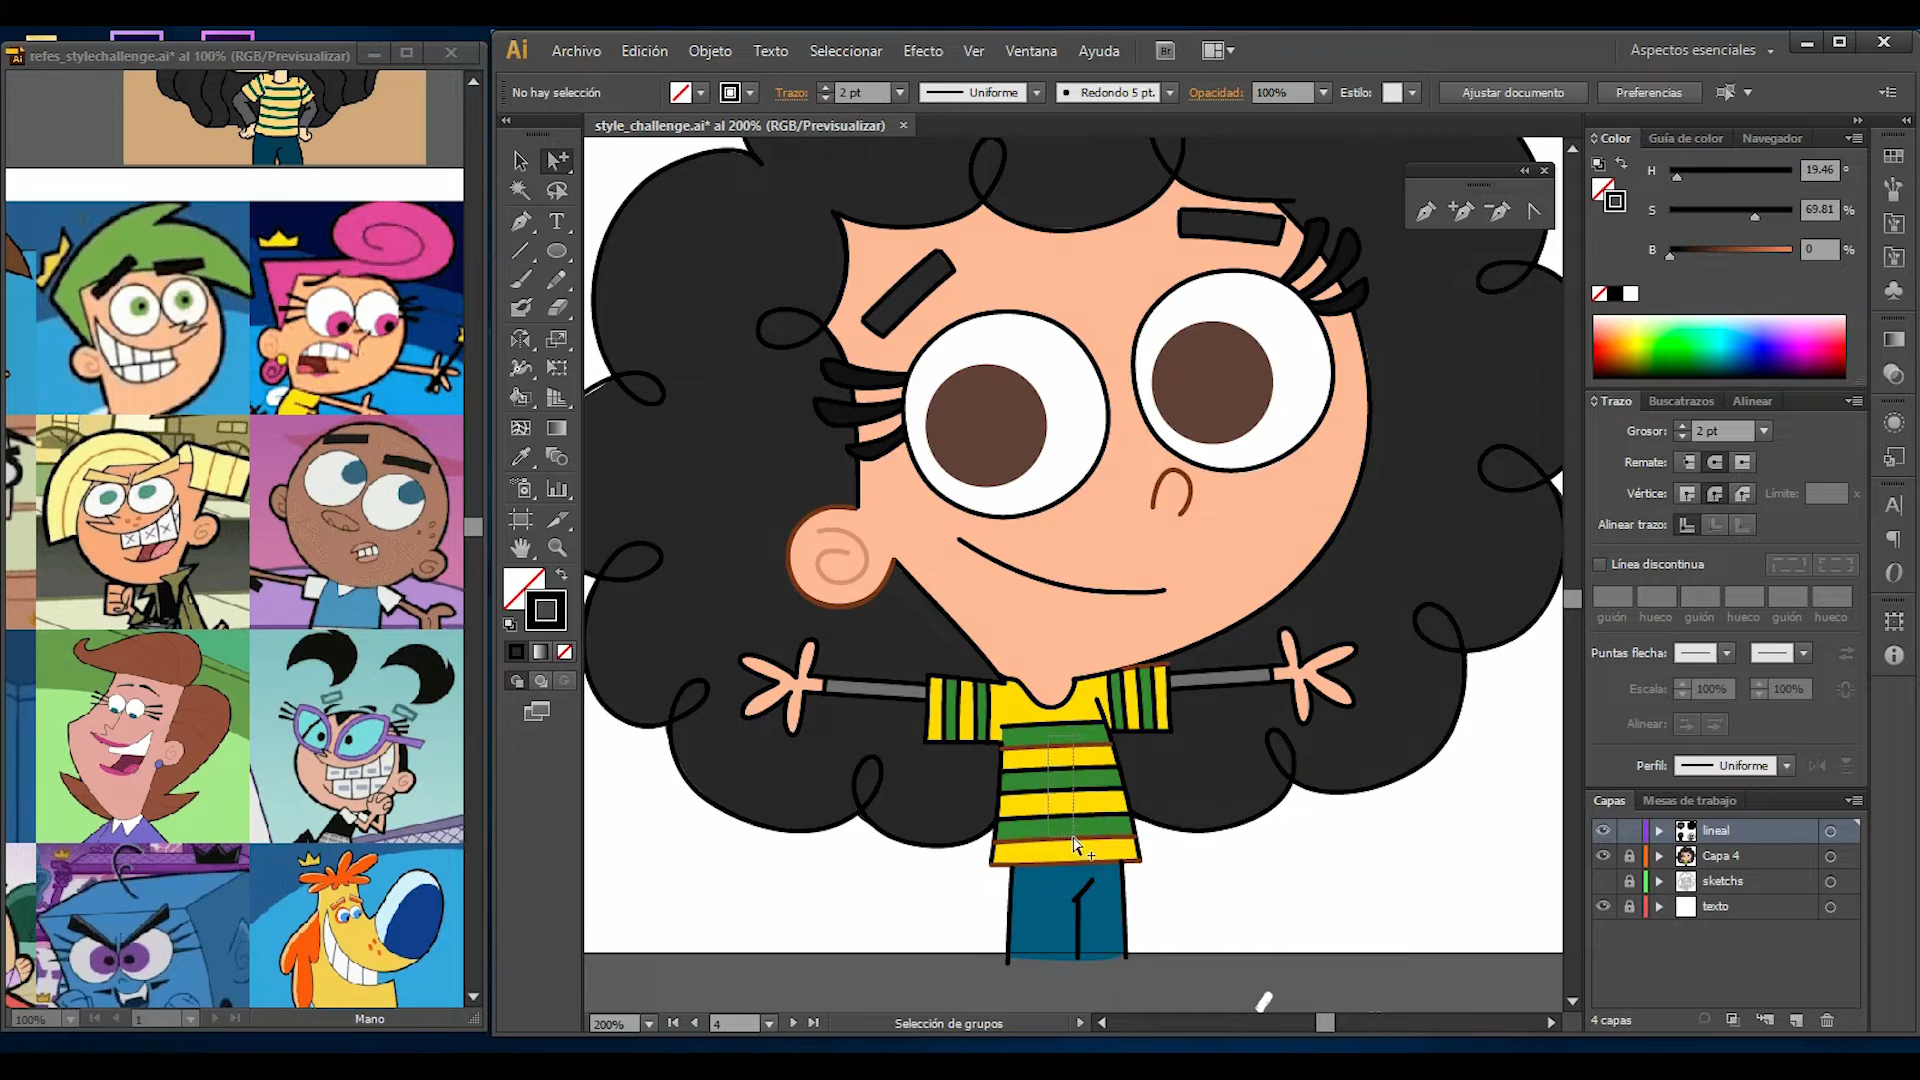 refes_stylechallenge.ai* al 100% (RGB/Previsualizar)
Ai
Archivo Edición Objeto Texto Seleccionar Efecto Ver Ventana Ayuda
Br
Aspectos esenciales
No hay selección
Trazo: 2 pt
Uniforme
Redondo 5 pt.
Opacidad: 100%
Estilo:
Ajustar documento
Preferencias
style_challenge.ai* al 200% (RGB/Previsualizar)
Color Guía de color Navegador
H 19.46 °
S 69.81 %
B 0 %
Trazo Buscatrazos Alinear
Grosor: 2 pt
Remate:
Vértice: Límite: x
Alinear trazo:
Línea discontinua
guión hueco guión hueco guión hueco
Puntas flecha:
Escala: 100% 100%
Alinear:
Perfil: Uniforme
Capas Mesas de trabajo
lineal
Capa 4
sketchs
texto
4 capas
100% 1 Mano
200% 4 Selección de grupos